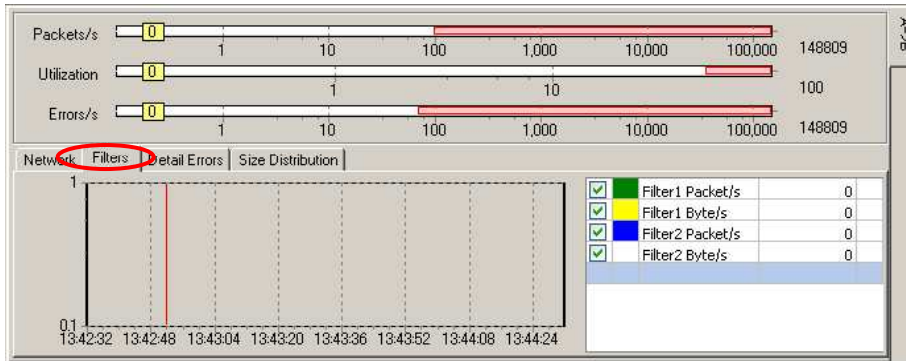 Packets/s 0 1 10 100 1,000 10,000 100,000 148809
Utilization 0 1 10 100
Errors/s 0 1 10 100 1,000 10,000 100,000 148809
Network Filters Detail Errors Size Distribution
1
0.1
13:42:32 13:42:48 13:43:04 13:43:20 13:43:36 13:43:52 13:44:08 13:44:24
Filter1 Packet/s 0
Filter1 Byte/s 0
Filter2 Packet/s 0
Filter2 Byte/s 0